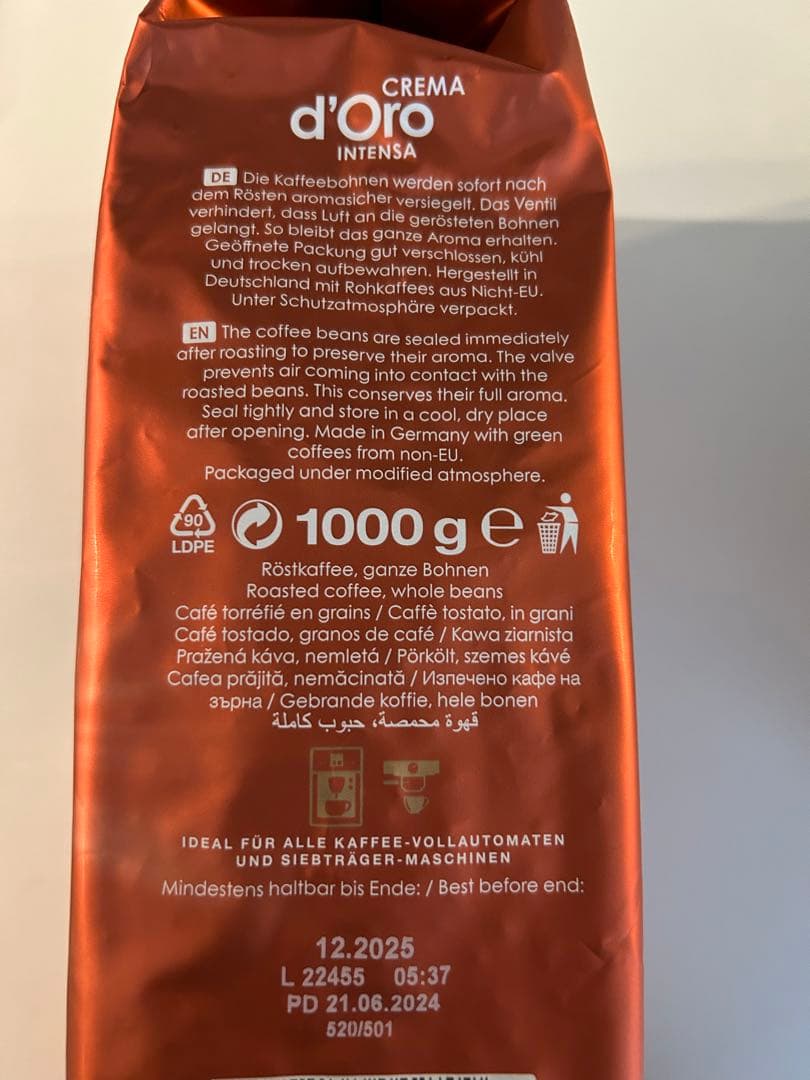 CREMA
d'Oro
INTENSA
DE Die Kaffeebohnen werden sofort nach
dem Rösten aromasicher versiegelt. Das Ventil
verhindert, dass Luft an die gerösteten Bohnen
gelangt. So bleibt das ganze Aroma erhalten.
Geöffnete Packung gut verschlossen, kühl
und trocken aufbewahren. Hergestellt in
Deutschland mit Rohkaffees aus Nicht-EU.
Unter Schutzatmosphäre verpackt.
EN The coffee beans are sealed immediately
after roasting to preserve their aroma. The valve
prevents air coming into contact with the
roasted beans. This conserves their full aroma.
Seal tightly and store in a cool, dry place
after opening. Made in Germany with green
coffees from non-EU.
Packaged under modified atmosphere.
90
LDPE
1000 g ℮
Röstkaffee, ganze Bohnen
Roasted coffee, whole beans
Café torréfié en grains / Caffè tostato, in grani
Café tostado, granos de café / Kawa ziarnista
Pražená káva, nemletá / Pörkölt, szemes kávé
Cafea prăjită, nemăcinată / Изпечено кафе на
зърна / Gebrande koffie, hele bonen
قهوة محمصة، حبوب كاملة
IDEAL FÜR ALLE KAFFEE-VOLLAUTOMATEN
UND SIEBTRÄGER-MASCHINEN
Mindestens haltbar bis Ende: / Best before end:
12.2025
L 22455 05:37
PD 21.06.2024
520/501